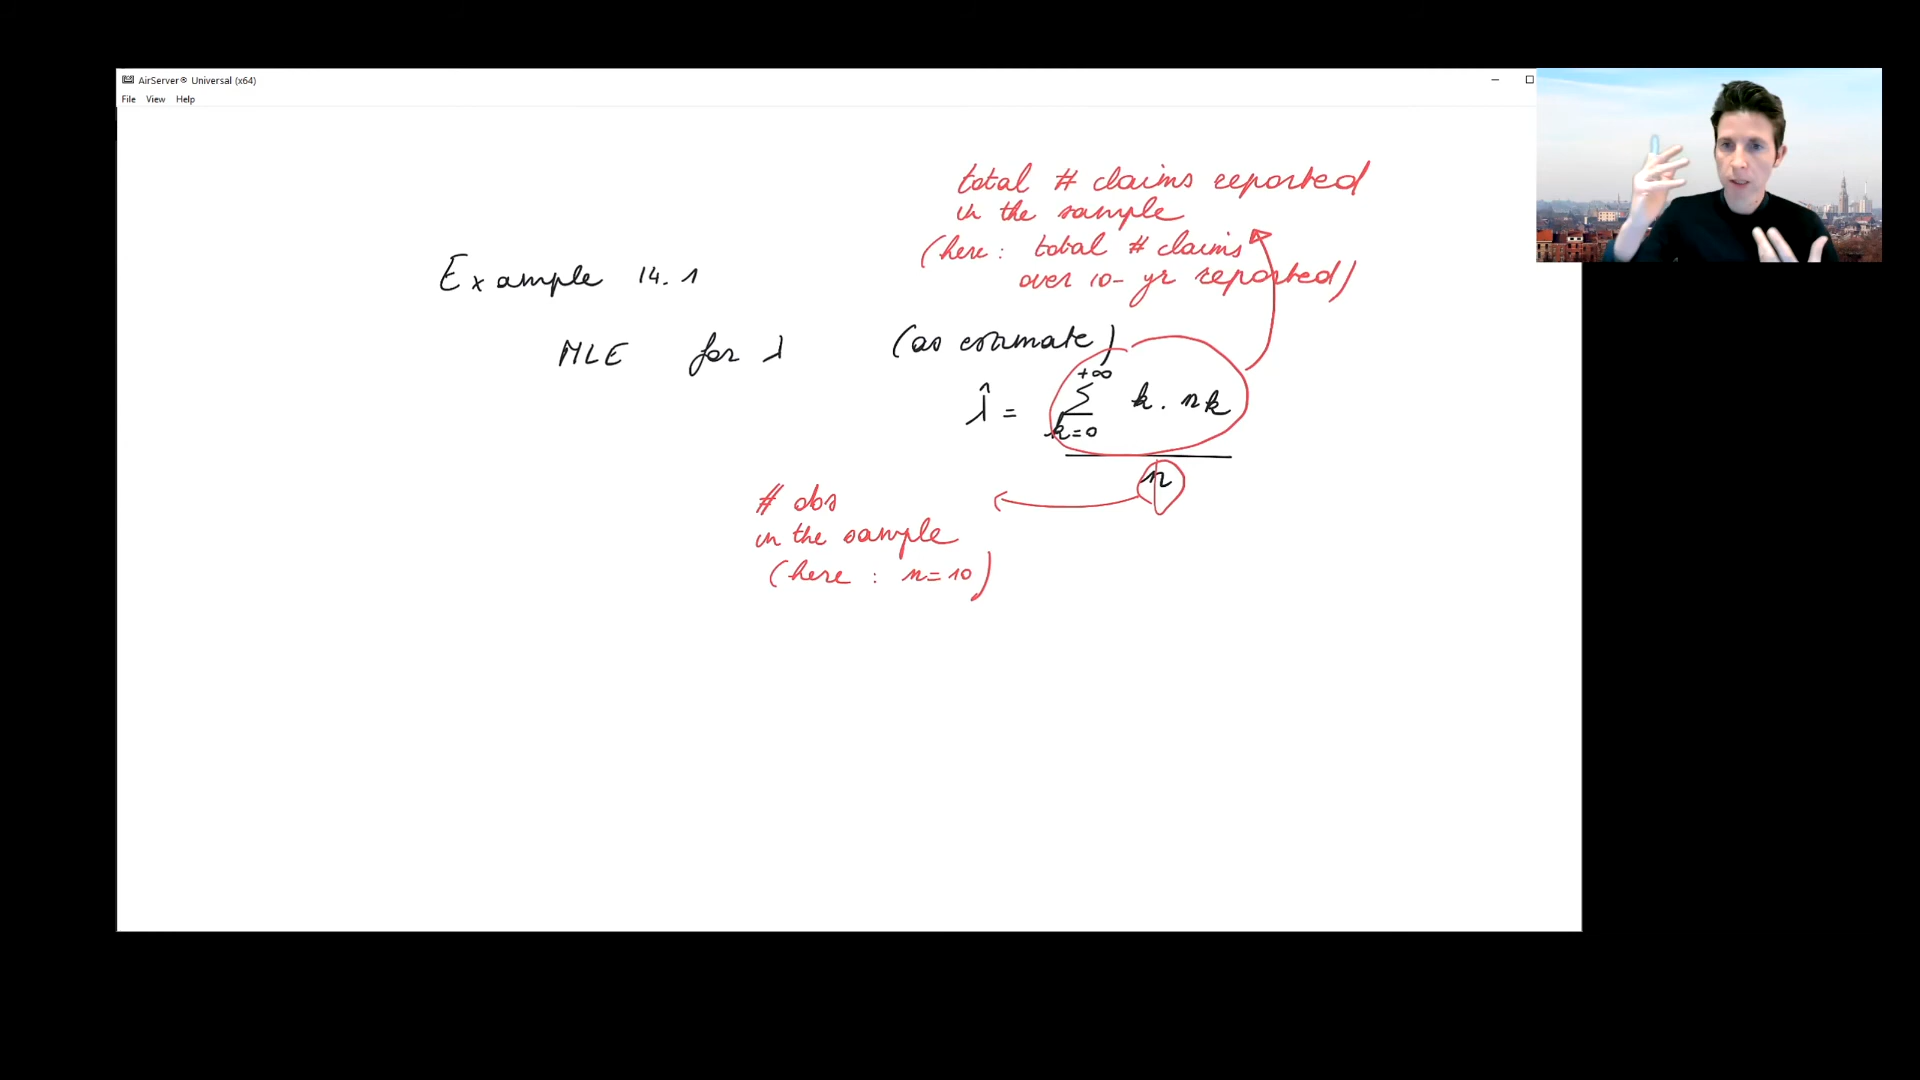 AirServer® Universal (x64)
File View Help
total # claims reported
in the sample
(here: total # claims
over 10-yr reported)
Example 14.1
MLE for λ (as estimate)
+∞
λ̂ = Σ k. nk
k=0
n
# obs
in the sample
(here : n=10)